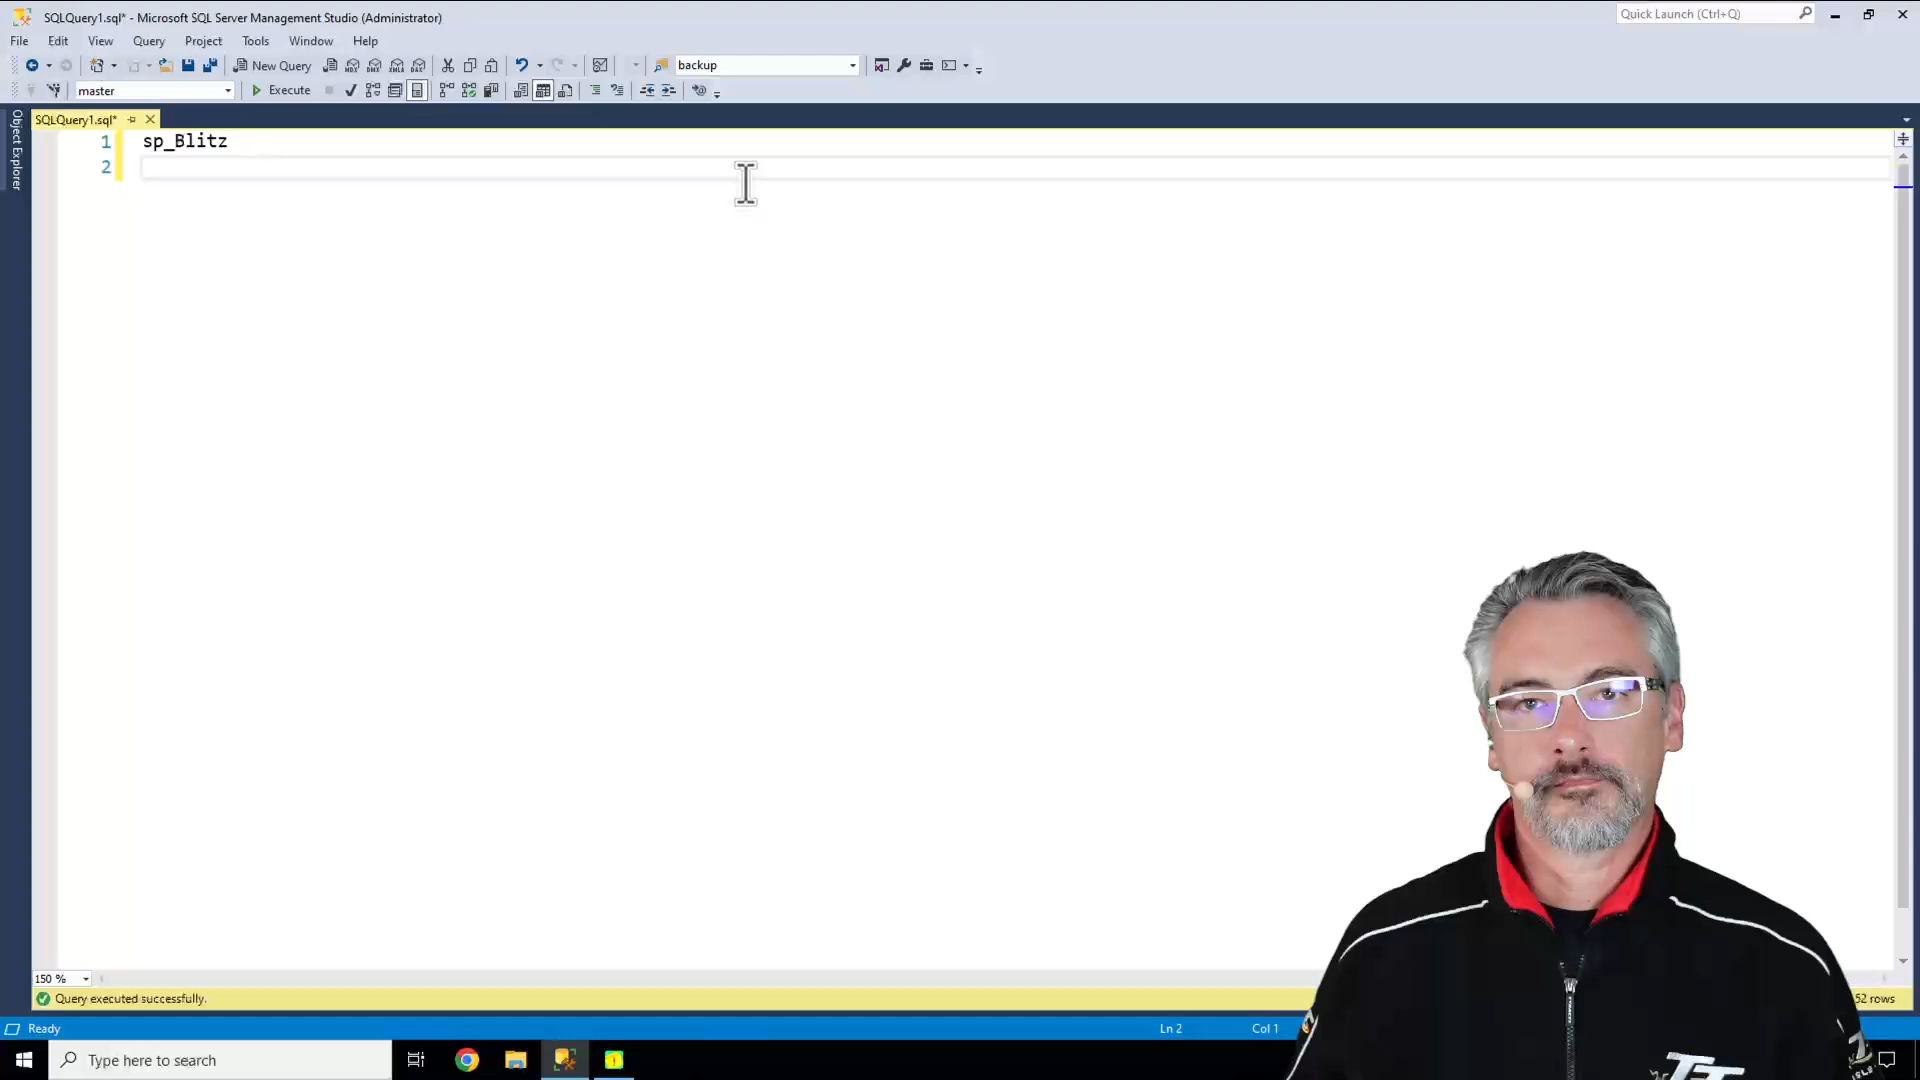 SQLQuery1.sql* - Microsoft SQL Server Management Studio (Administrator)
Quick Launch (Ctrl+Q)
File Edit View Query Project Tools Window Help
New Query
backup
master
Execute
SQLQuery1.sql*
Object Explorer
1 sp_Blitz
2
150 %
Query executed successfully.
52 rows
Ready
Ln 2
Col 1
Type here to search